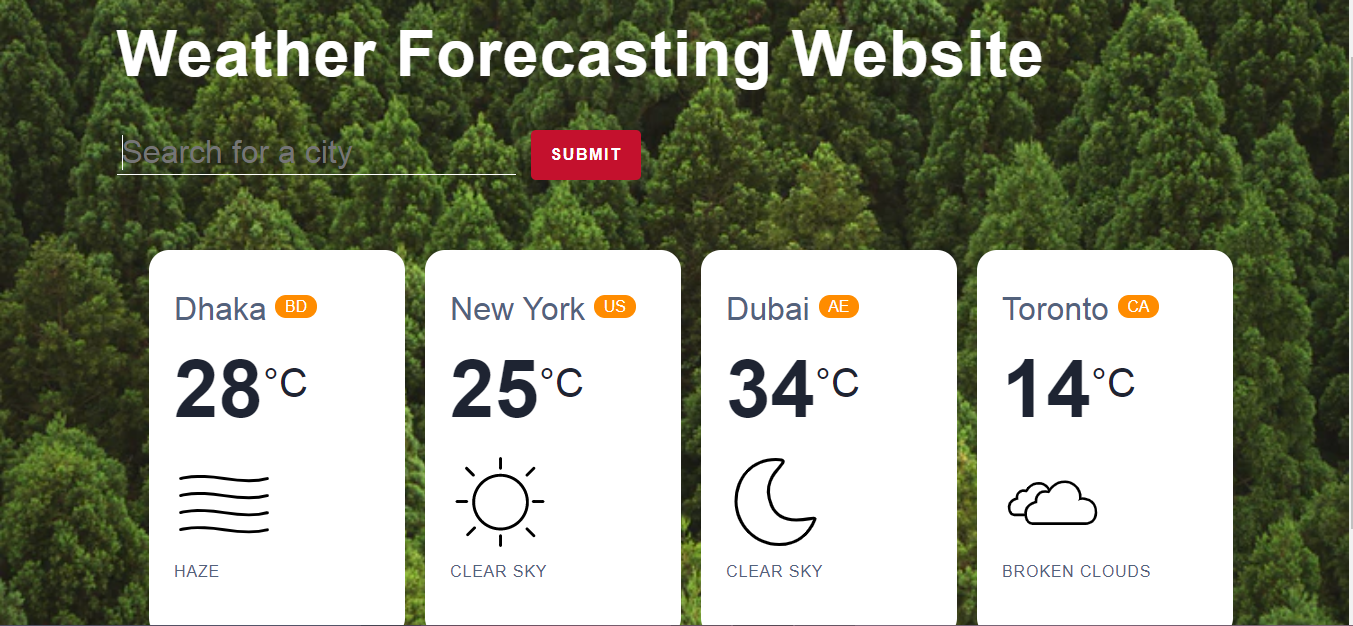 Weather Forecasting Website
Search for a city
SUBMIT
Dhaka BD
28°C
HAZE
New York US
25°C
CLEAR SKY
Dubai AE
34°C
CLEAR SKY
Toronto CA
14°C
BROKEN CLOUDS